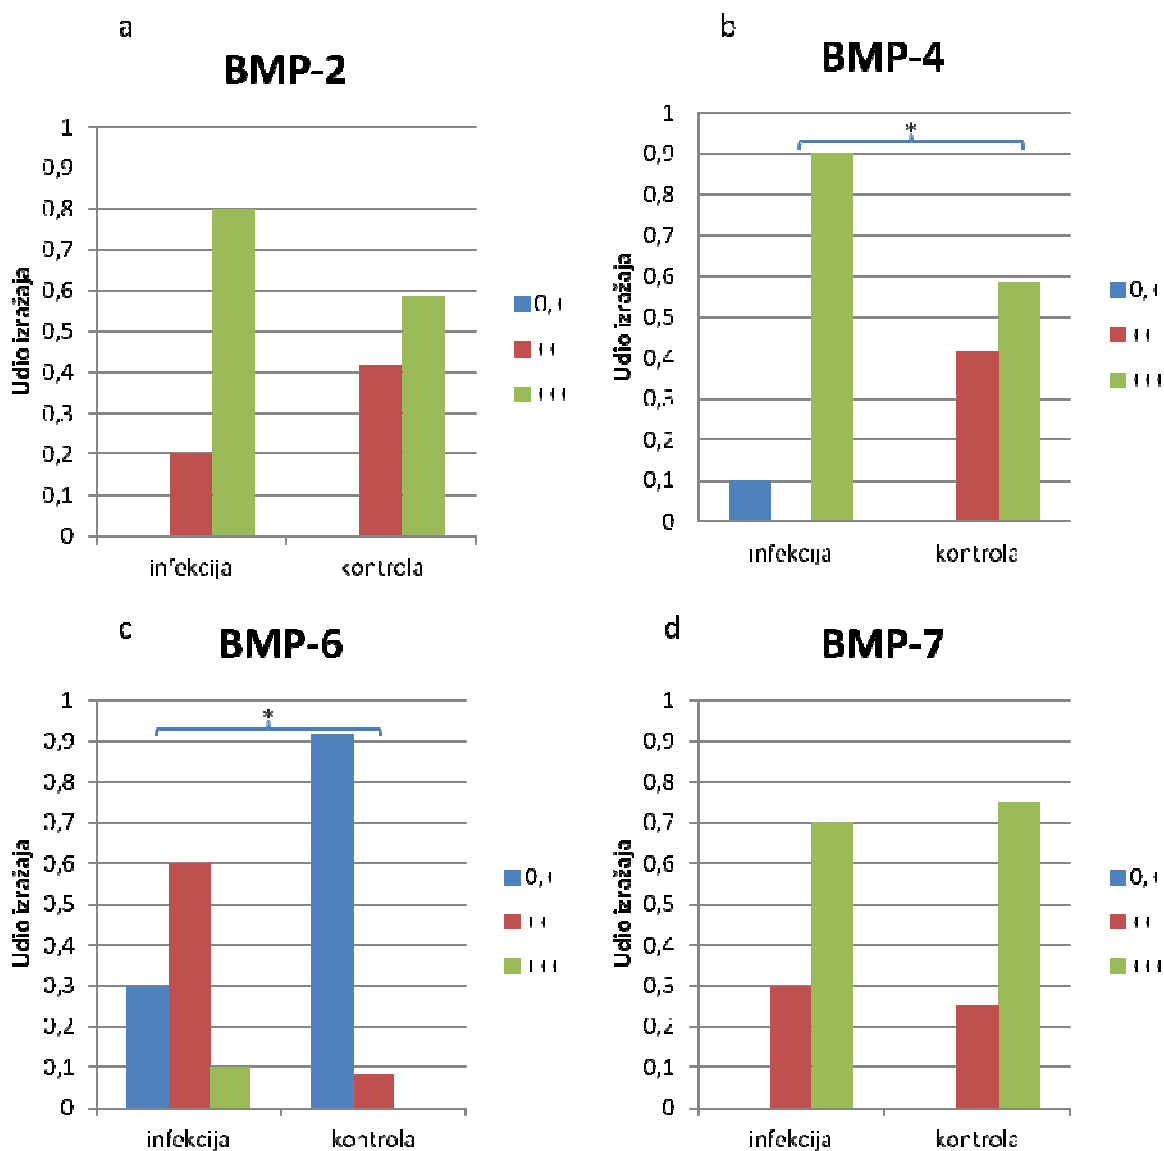 a
BMP-2
1
0,9
0,8
0,7
0,6
0,5
0,4
0,3
0,2
0,1
0
Udio izražaja
infekcija
kontrola
0,+
++
+++
b
BMP-4
*
1
0,9
0,8
0,7
0,6
0,5
0,4
0,3
0,2
0,1
0
Udio izražaja
infekcija
kontrola
0,+
++
+++
c
BMP-6
*
1
0,9
0,8
0,7
0,6
0,5
0,4
0,3
0,2
0,1
0
Udio izražaja
infekcija
kontrola
0,+
++
+++
d
BMP-7
1
0,9
0,8
0,7
0,6
0,5
0,4
0,3
0,2
0,1
0
Udio izražaja
infekcija
kontrola
0,+
++
+++